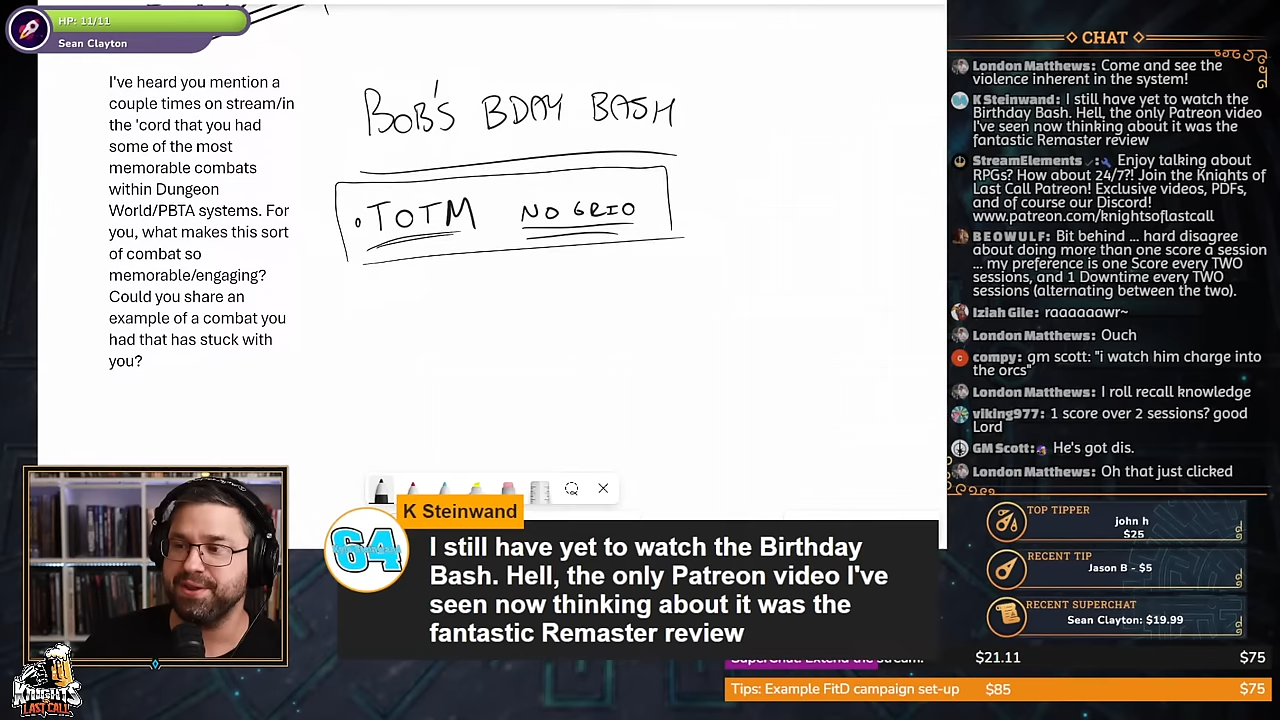 HP: 11/11
Sean Clayton
I've heard you mention a
couple times on stream/in
the 'cord that you had
some of the most
memorable combats
within Dungeon
World/PBTA systems. For
you, what makes this sort
of combat so
memorable/engaging?
Could you share an
example of a combat you
had that has stuck with
you?
BOB'S BDAY BASH
• TOTM NO GRID
CHAT
London Matthews: Come and see the
violence inherent in the system!
K Steinwand: I still have yet to watch the
Birthday Bash. Hell, the only Patreon video
I've seen now thinking about it was the
fantastic Remaster review
StreamElements: Enjoy talking about
RPGs? How about 24/7?! Join the Knights
of Last Call Patreon! Exclusive videos, PDFs,
and of course our Discord!
www.patreon.com/knightsoflastcall
BEOWULF: Bit behind ... hard disagree
about doing more than one score a session
... my preference is one Score every TWO
sessions, and 1 Downtime every TWO
sessions (alternating between the two).
Iziah Gile: raaaaaawr~
London Matthews: Ouch
compy: gm scott: "i watch him charge into
the orcs"
London Matthews: I roll recall knowledge
viking977: 1 score over 2 sessions? good
Lord
GM Scott: He's got dis.
London Matthews: Oh that just clicked
K Steinwand
64
I still have yet to watch the Birthday
Bash. Hell, the only Patreon video I've
seen now thinking about it was the
fantastic Remaster review
TOP TIPPER
john h
$25
RECENT TIP
Jason B - $5
RECENT SUPERCHAT
Sean Clayton: $19.99
SuperChat: Extend the stream! $21.11 $75
Tips: Example FitD campaign set-up $85 $75
KNIGHTS
OF LAST CALL